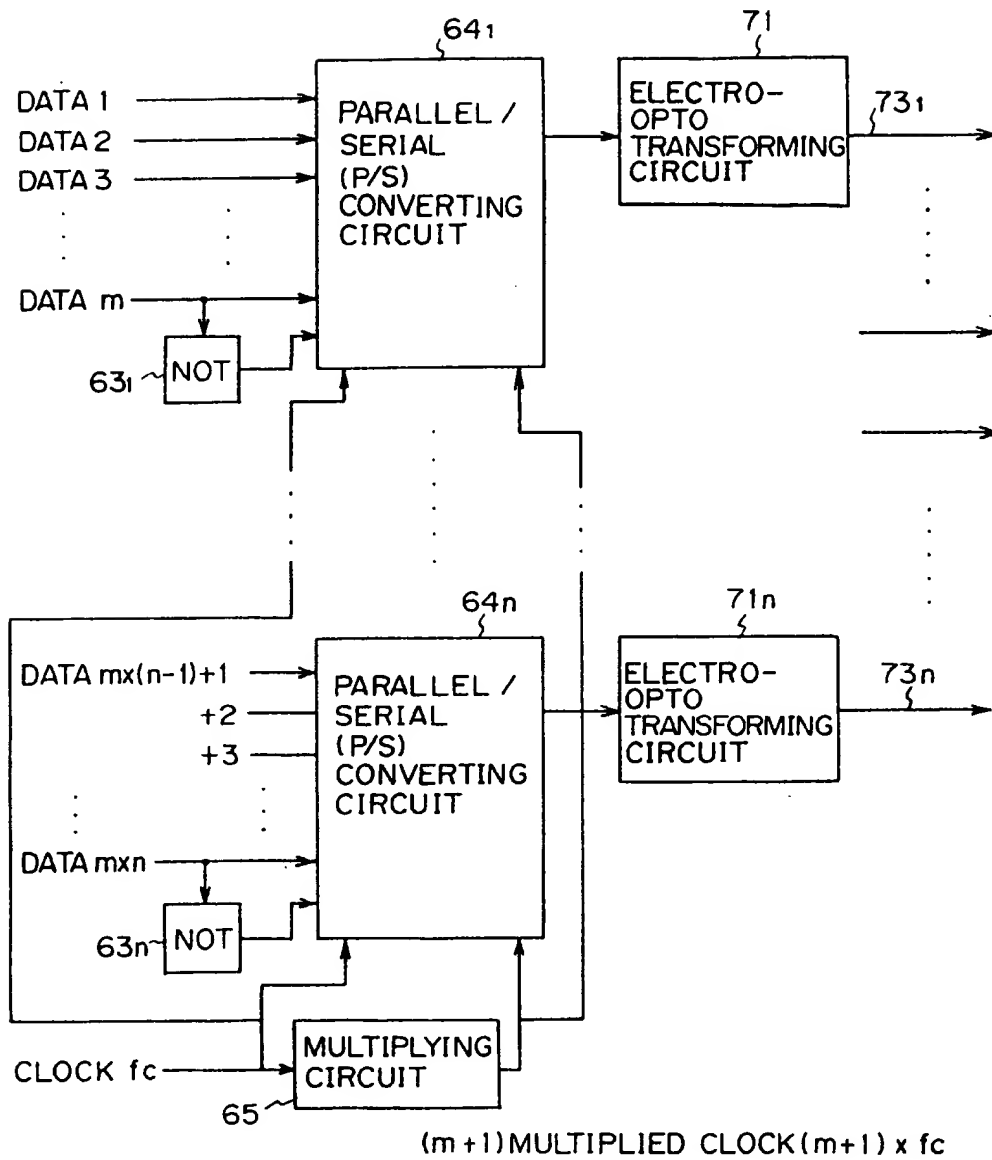 64₁
71
DATA 1
DATA 2
DATA 3
PARALLEL /
SERIAL
(P/S)
CONVERTING
CIRCUIT
ELECTRO-
OPTO
TRANSFORMING
CIRCUIT
73₁
DATA m
NOT
63₁
64n
71n
DATA mx(n-1)+1
+2
+3
PARALLEL /
SERIAL
(P/S)
CONVERTING
CIRCUIT
ELECTRO-
OPTO
TRANSFORMING
CIRCUIT
73n
DATA mxn
NOT
63n
CLOCK fc
MULTIPLYING
CIRCUIT
65
(m+1)MULTIPLIED CLOCK(m+1) x fc